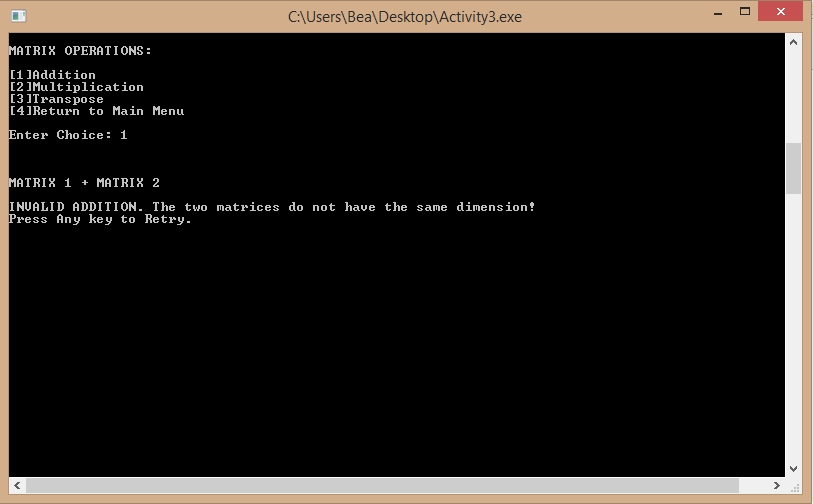 C:\Users\Bea\Desktop\Activity3.exe
MATRIX OPERATIONS:
[1]Addition
[2]Multiplication
[3]Transpose
[4]Return to Main Menu
Enter Choice: 1
MATRIX 1 + MATRIX 2
INVALID ADDITION. The two matrices do not have the same dimension!
Press Any key to Retry.